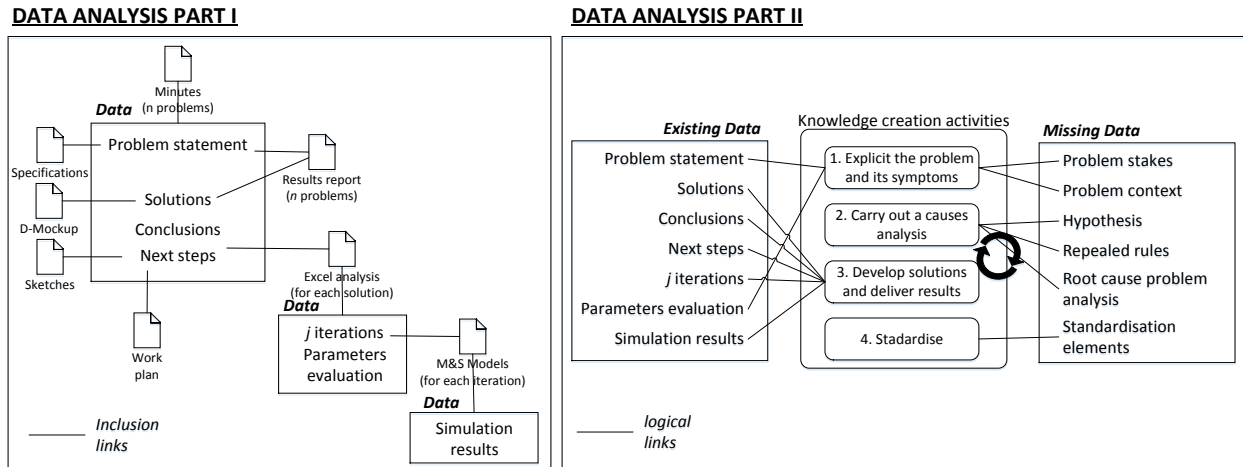 DATA ANALYSIS PART I
Minutes
(n problems)
Data
Problem statement
Solutions
Conclusions
Next steps
Specifications
D-Mockup
Sketches
Results report
(n problems)
Excel analysis
(for each solution)
Work
plan
Data
j iterations
Parameters
evaluation
M&S Models
(for each iteration)
Data
Simulation
results
Inclusion
links
DATA ANALYSIS PART II
Existing Data
Problem statement
Solutions
Conclusions
Next steps
j iterations
Parameters evaluation
Simulation results
Knowledge creation activities
1. Explicit the problem
and its symptoms
2. Carry out a causes
analysis
3. Develop solutions
and deliver results
4. Stadardise
Missing Data
Problem stakes
Problem context
Hypothesis
Repealed rules
Root cause problem
analysis
Standardisation
elements
logical
links